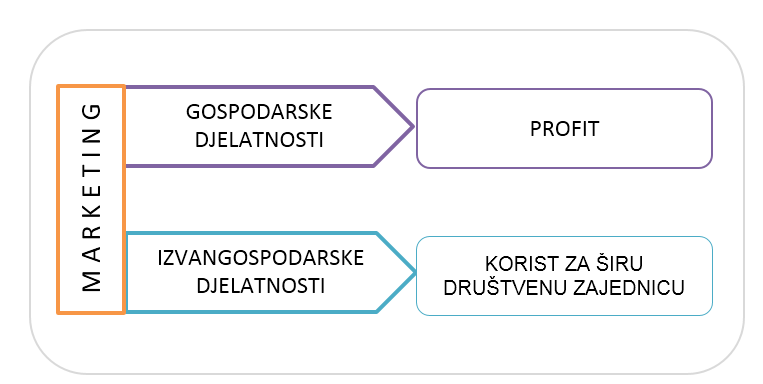 MARKETING
GOSPODARSKE
DJELATNOSTI
PROFIT
IZVANGOSPODARSKE
DJELATNOSTI
KORIST ZA ŠIRU
DRUŠTVENU ZAJEDNICU